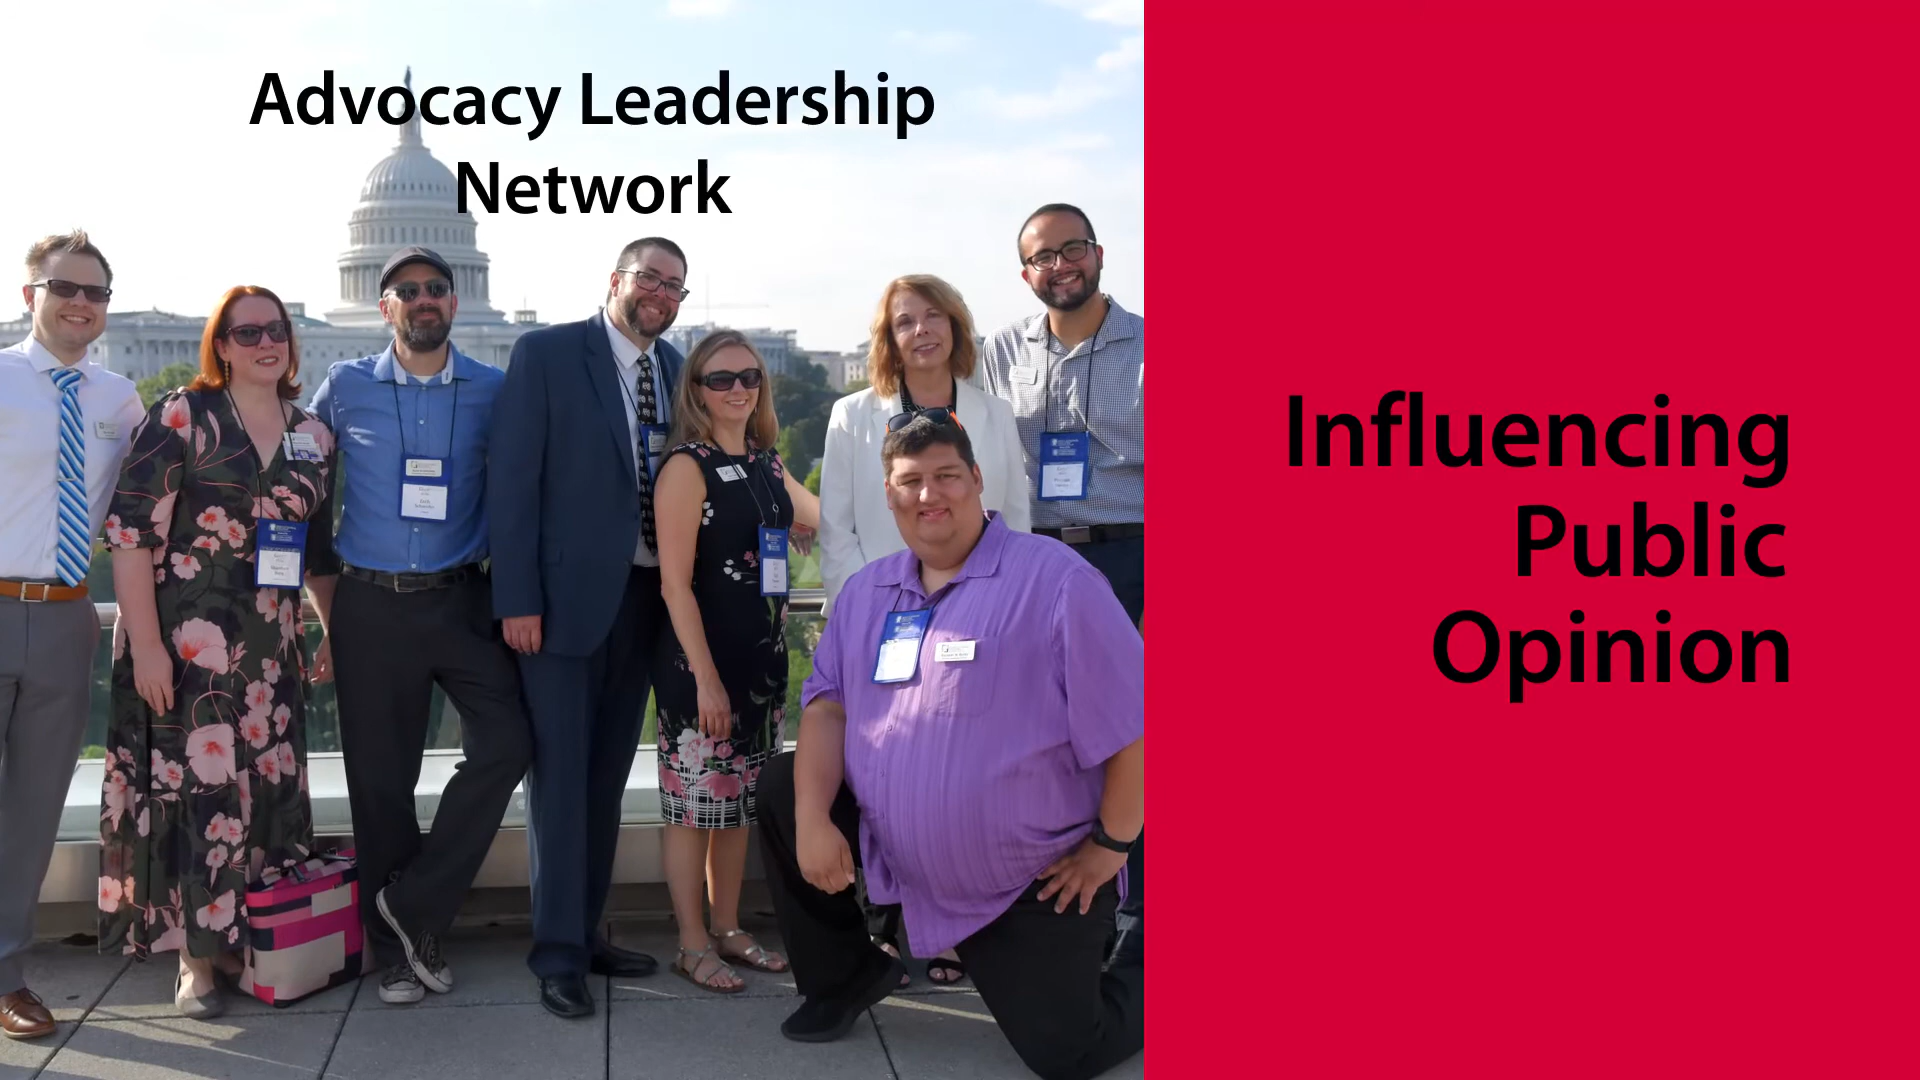 Advocacy Leadership
Network
Influencing
Public
Opinion